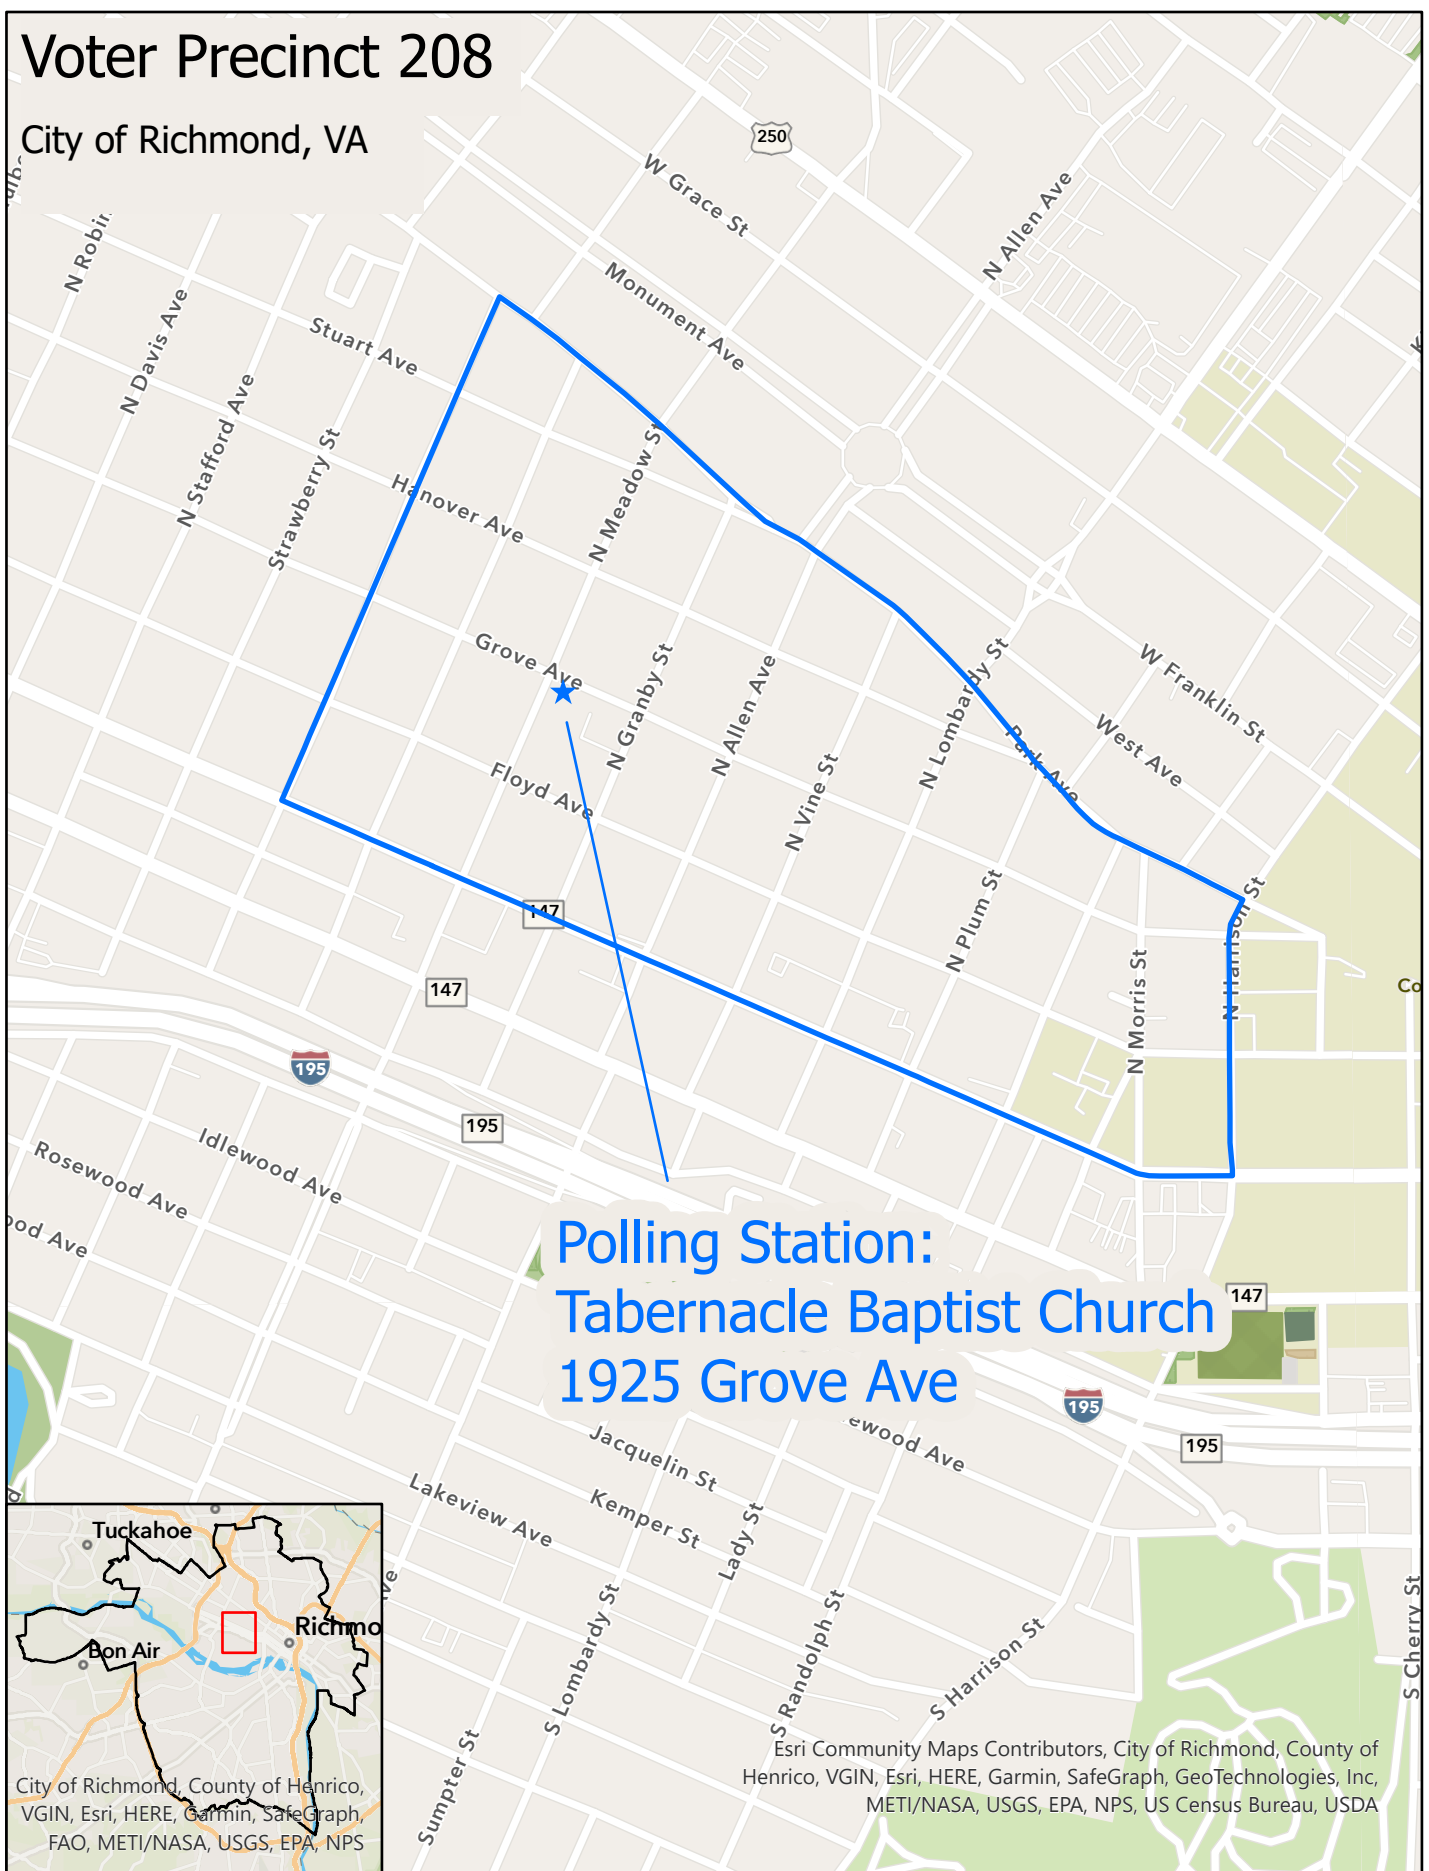 Voter Precinct 208
City of Richmond, VA
250
W Grace St
N Allen Ave
N Robin
Monument Ave
N Davis Ave
Stuart Ave
N Stafford Ave
Strawberry St
Hanover Ave
N Meadow St
Grove Ave
N Granby St
N Allen Ave
N Lombardy St
W Franklin St
West Ave
Park Ave
Floyd Ave
N Vine St
N Plum St
N Harrison St
N Morris St
147
147
Co
195
195
Idlewood Ave
Rosewood Ave
ood Ave
Polling Station:
Tabernacle Baptist Church
1925 Grove Ave
147
195
195
ewood Ave
Jacquelin St
Kemper St
Lakeview Ave
Lady St
S Lombardy St
S Randolph St
S Harrison St
S Cherry St
Sumpter St
Tuckahoe
Richmo
Bon Air
City of Richmond, County of Henrico,
VGIN, Esri, HERE, Garmin, SafeGraph,
FAO, METI/NASA, USGS, EPA, NPS
Esri Community Maps Contributors, City of Richmond, County of
Henrico, VGIN, Esri, HERE, Garmin, SafeGraph, GeoTechnologies, Inc,
METI/NASA, USGS, EPA, NPS, US Census Bureau, USDA